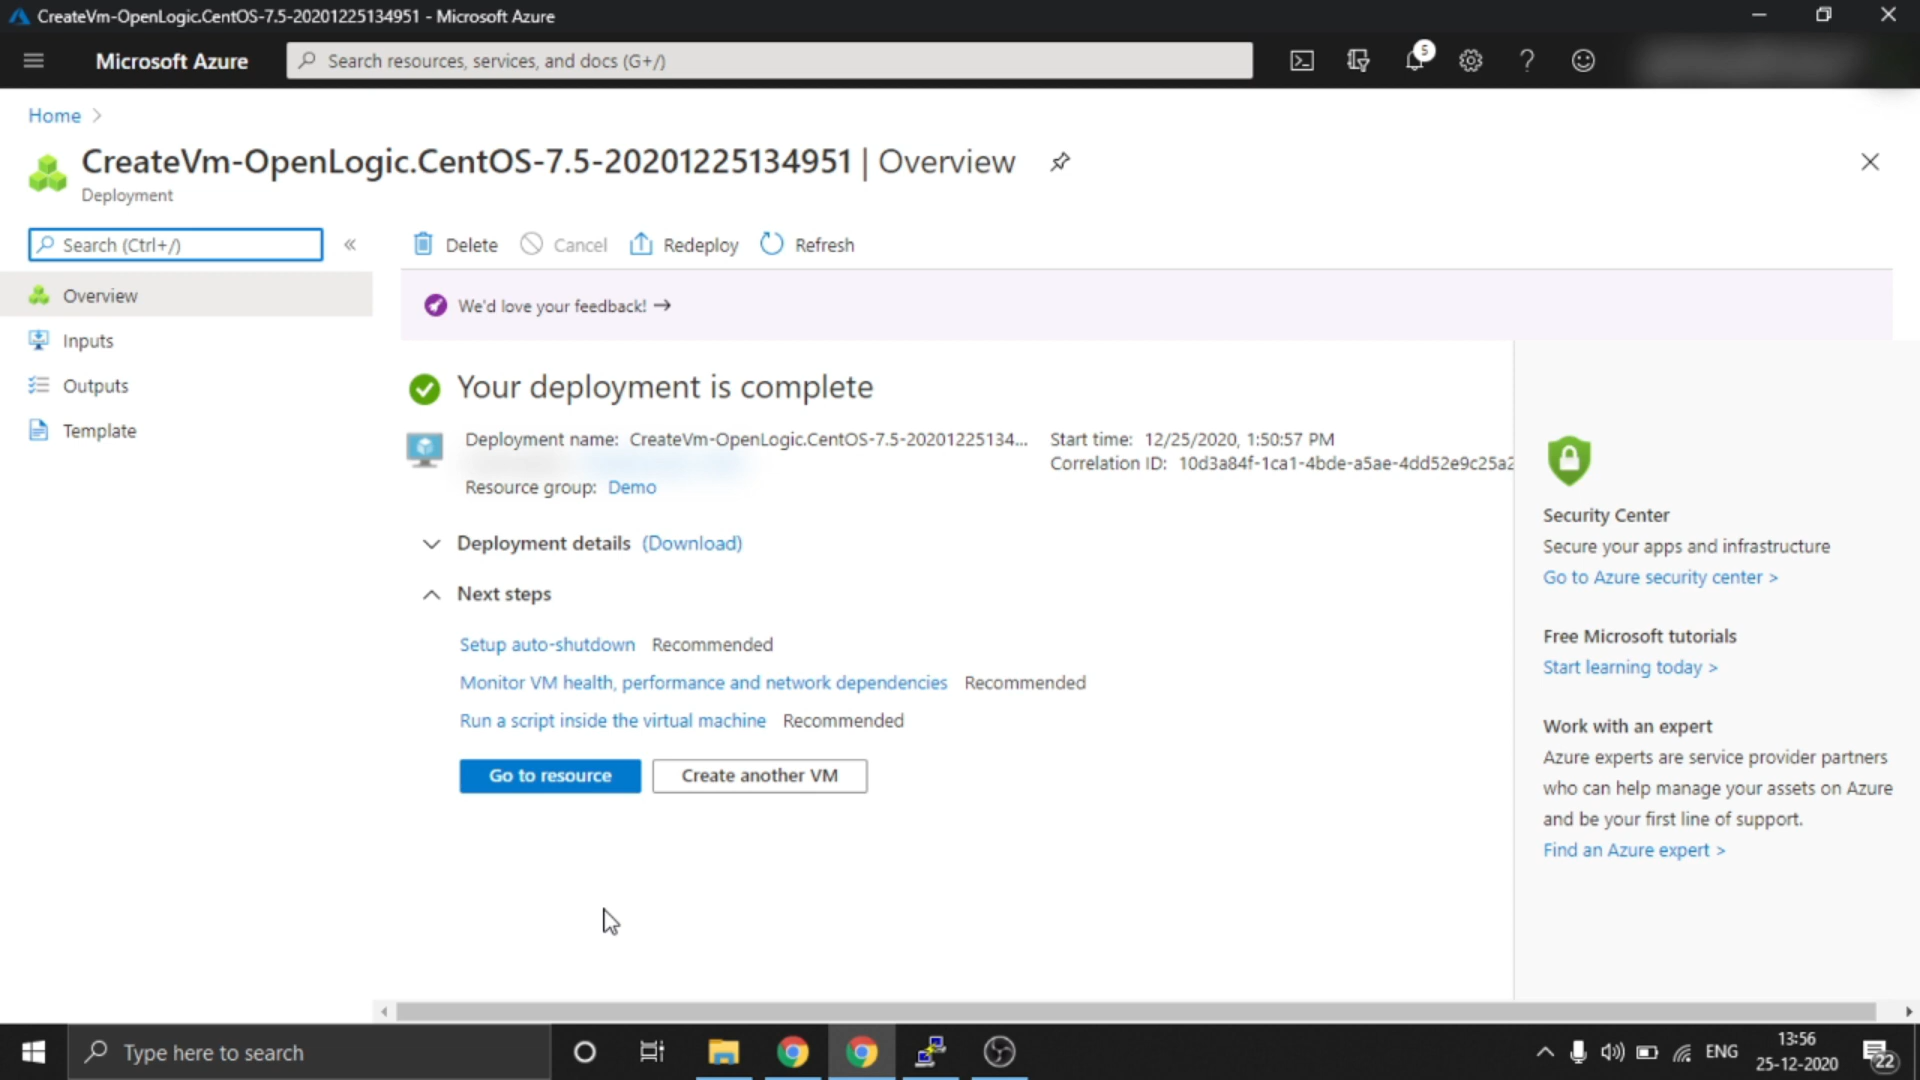 CreateVm-OpenLogic.CentOS-7.5-20201225134951 - Microsoft Azure
Microsoft Azure
Search resources, services, and docs (G+/)
5
Home
CreateVm-OpenLogic.CentOS-7.5-20201225134951 | Overview
Deployment
Search (Ctrl+/)
«
Delete
Cancel
Redeploy
Refresh
Overview
Inputs
Outputs
Template
We'd love your feedback! →
Your deployment is complete
Deployment name: CreateVm-OpenLogic.CentOS-7.5-20201225134...
Start time: 12/25/2020, 1:50:57 PM
Correlation ID: 10d3a84f-1ca1-4bde-a5ae-4dd52e9c25a2
Resource group: Demo
Deployment details (Download)
Next steps
Setup auto-shutdown Recommended
Monitor VM health, performance and network dependencies Recommended
Run a script inside the virtual machine Recommended
Go to resource
Create another VM
Security Center
Secure your apps and infrastructure
Go to Azure security center >
Free Microsoft tutorials
Start learning today >
Work with an expert
Azure experts are service provider partners
who can help manage your assets on Azure
and be your first line of support.
Find an Azure expert >
Type here to search
ENG
13:56
25-12-2020
22